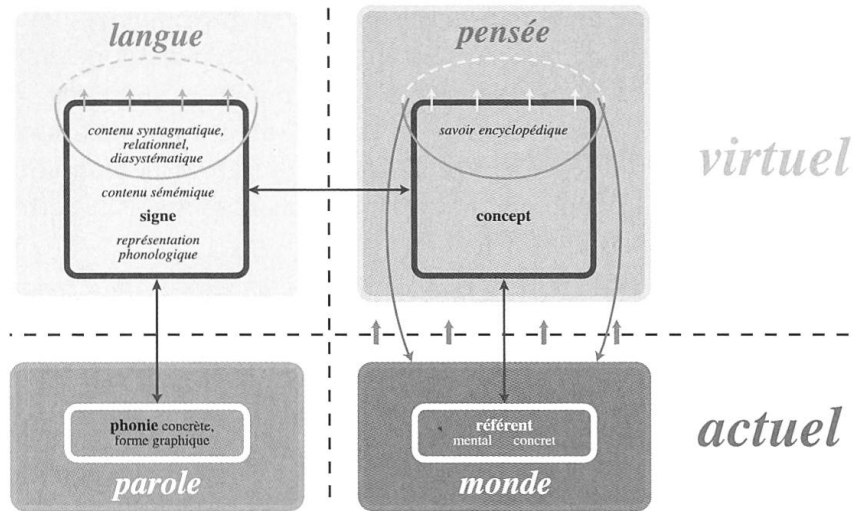 langue
contenu syntagmatique,
relationnel,
diasystématique
contenu sémémique
signe
représentation
phonologique
pensée
savoir encyclopédique
concept
virtuel
phonie concrète,
forme graphique
parole
référent
mental concret
monde
actuel